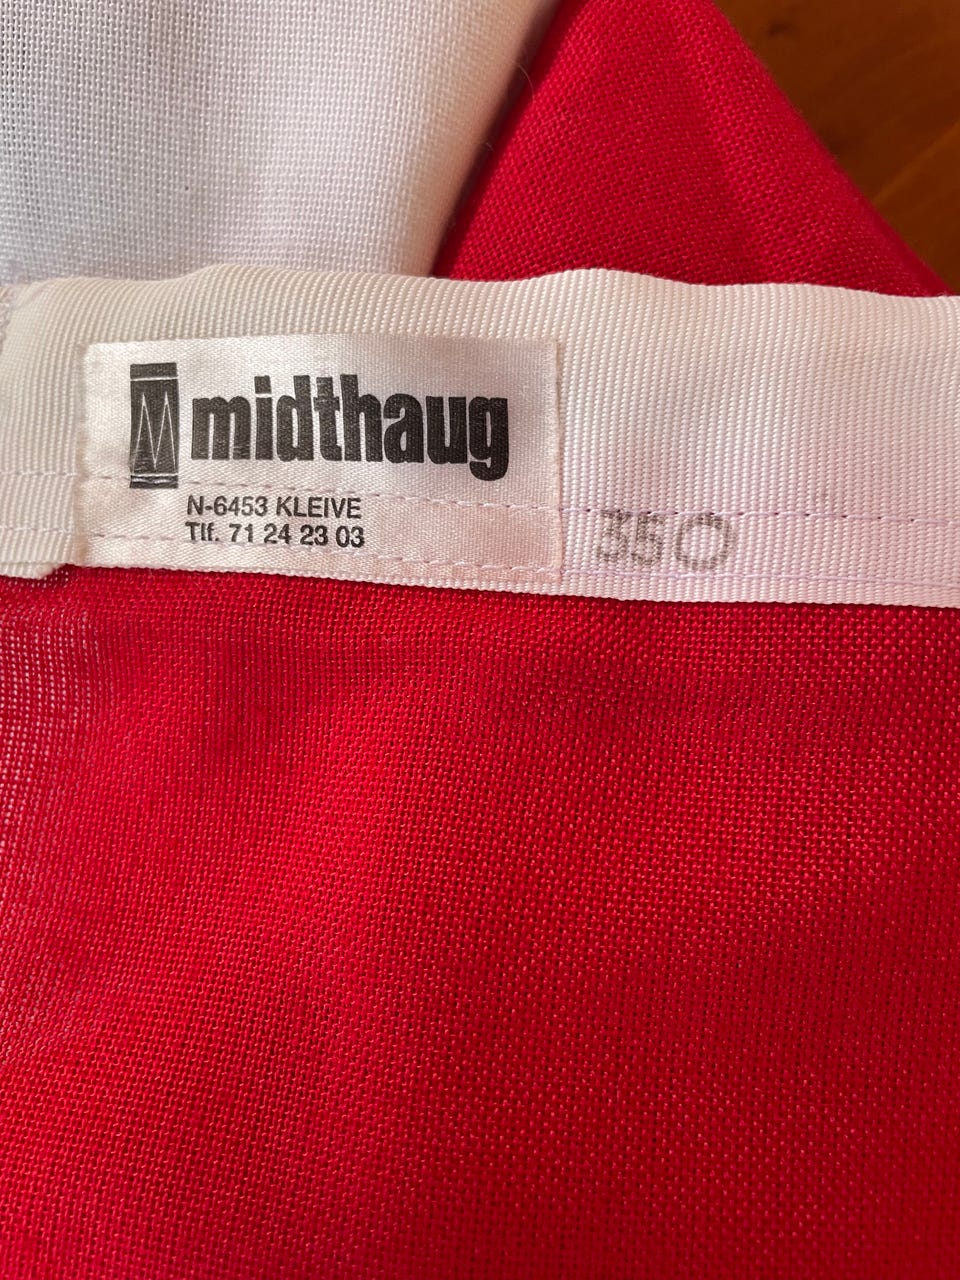 midthaug
N-6453 KLEIVE
Tlf. 71 24 23 03
350